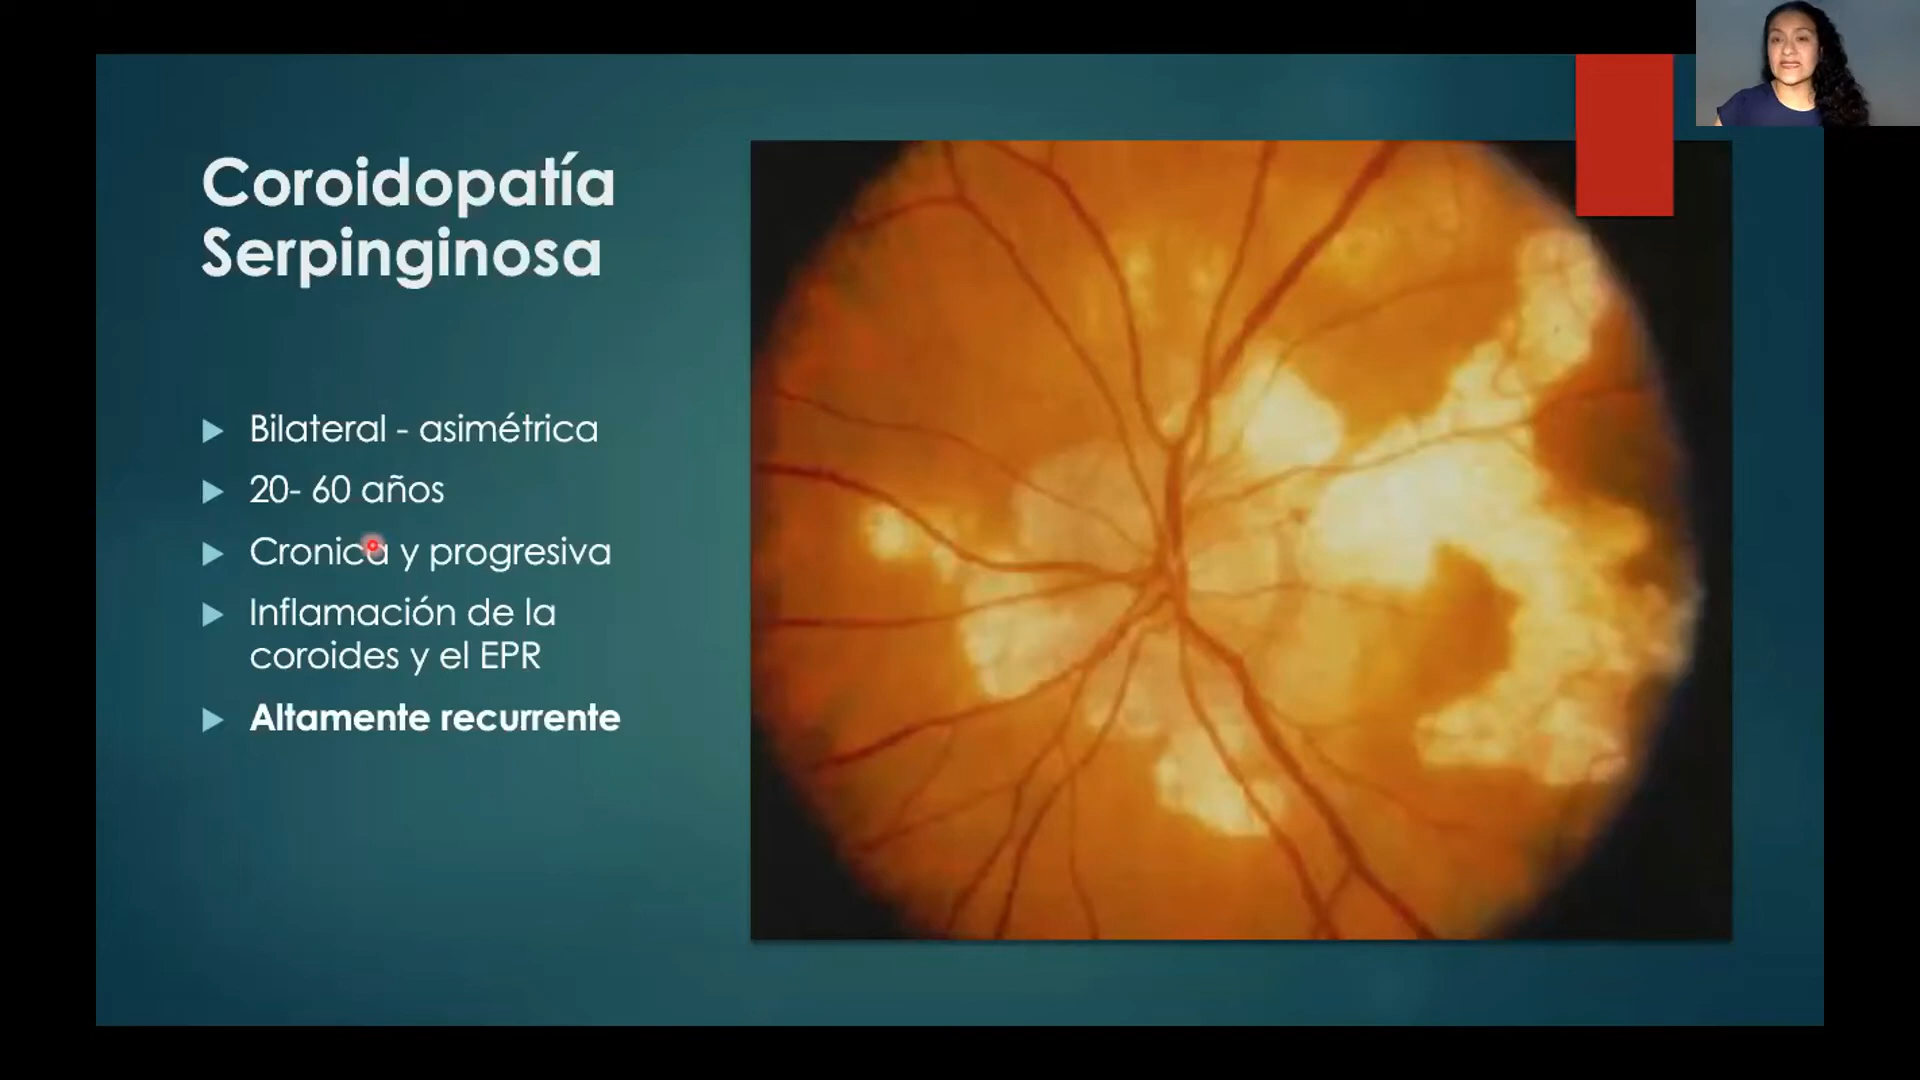 Coroidopatía
Serpinginosa
Bilateral - asimétrica
20- 60 años
Cronica y progresiva
Inflamación de la
coroides y el EPR
Altamente recurrente